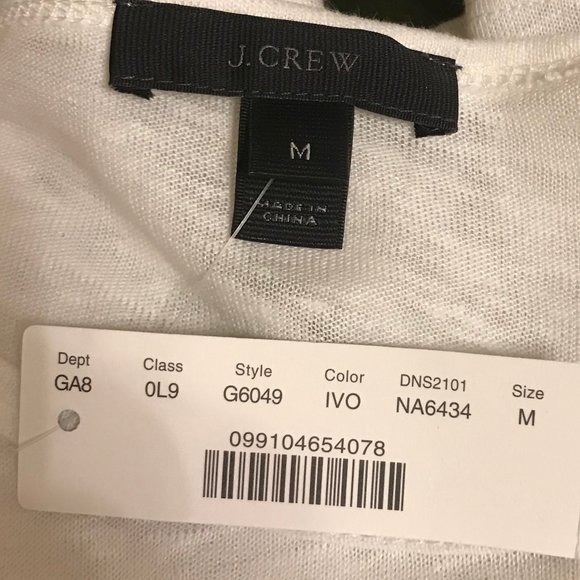 J.CREW
M
MADE IN
CHINA
Dept Class Style Color DNS2101 Size
GA8 0L9 G6049 IVO NA6434 M
099104654078